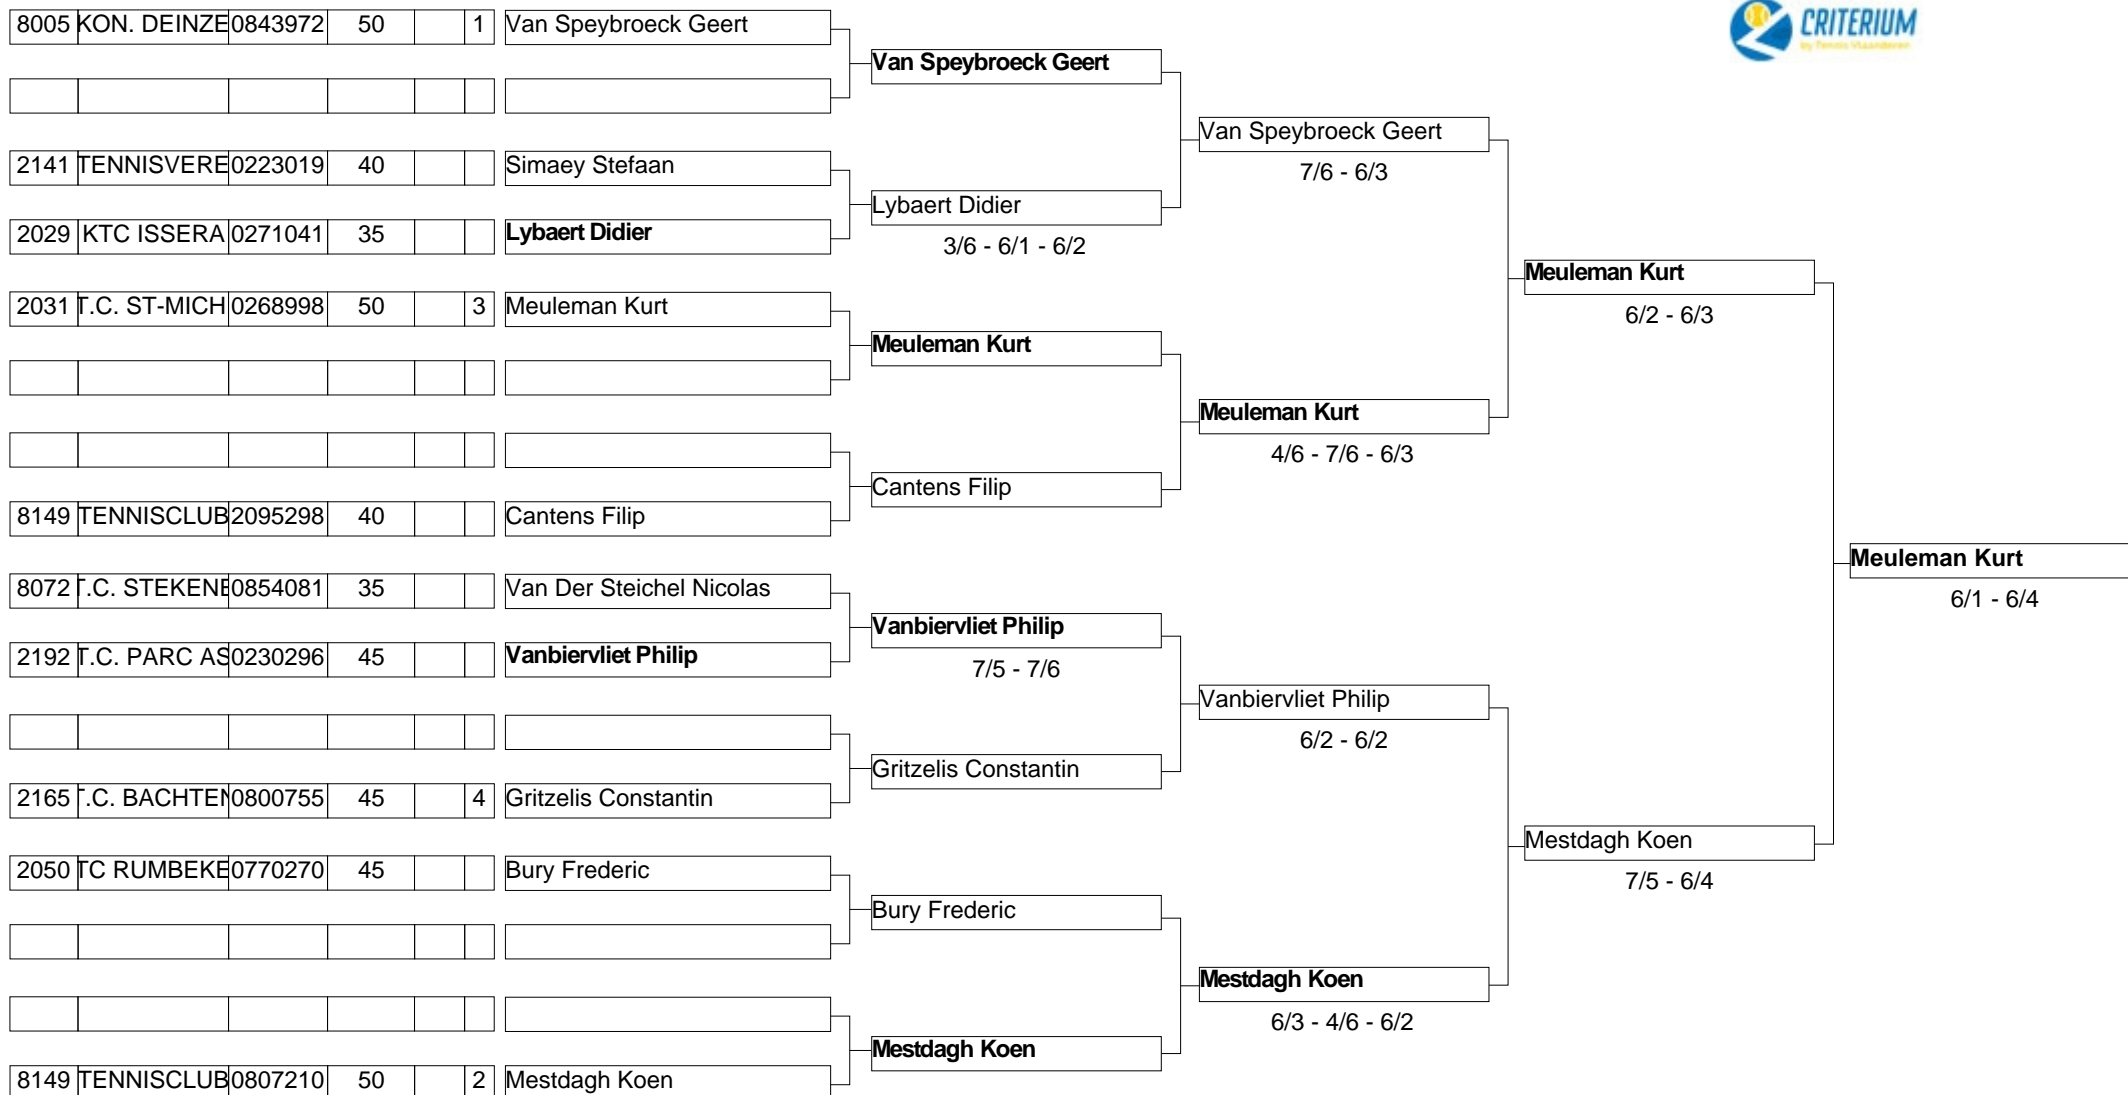 CRITERIUM
by Tennis Vlaanderen
8005 KON. DEINZE 0843972 50 1 Van Speybroeck Geert
Van Speybroeck Geert
Van Speybroeck Geert
7/6 - 6/3
2141 TENNISVERE 0223019 40 Simaey Stefaan
Lybaert Didier
3/6 - 6/1 - 6/2
2029 KTC ISSERA 0271041 35 Lybaert Didier
Meuleman Kurt
6/2 - 6/3
2031 T.C. ST-MICH 0268998 50 3 Meuleman Kurt
Meuleman Kurt
Meuleman Kurt
4/6 - 7/6 - 6/3
Cantens Filip
8149 TENNISCLUB 2095298 40 Cantens Filip
Meuleman Kurt
6/1 - 6/4
8072 T.C. STEKENE 0854081 35 Van Der Steichel Nicolas
Vanbiervliet Philip
7/5 - 7/6
2192 T.C. PARC AS 0230296 45 Vanbiervliet Philip
Vanbiervliet Philip
6/2 - 6/2
Gritzelis Constantin
2165 T.C. BACHTEN 0800755 45 4 Gritzelis Constantin
Mestdagh Koen
7/5 - 6/4
2050 TC RUMBEKE 0770270 45 Bury Frederic
Bury Frederic
Mestdagh Koen
6/3 - 4/6 - 6/2
Mestdagh Koen
8149 TENNISCLUB 0807210 50 2 Mestdagh Koen